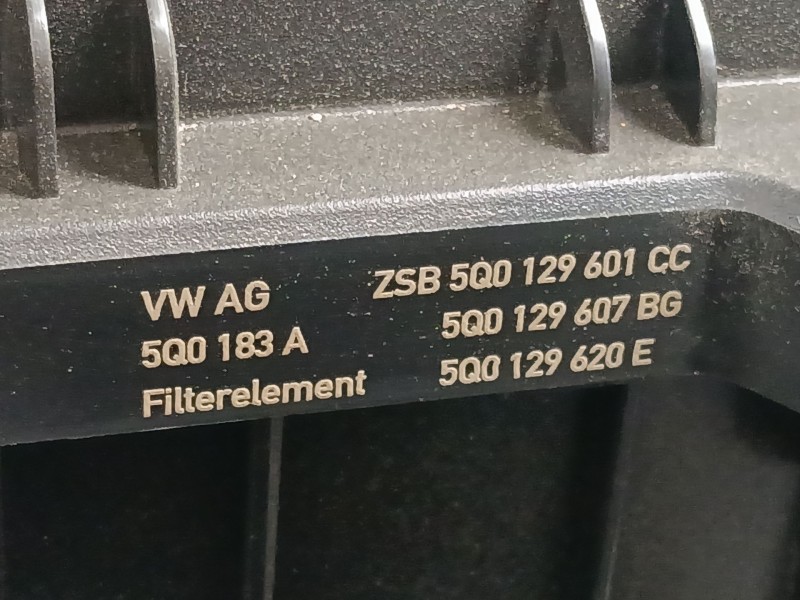 VW AG ZSB 5Q0 129 601 CC
5Q0 183 A 5Q0 129 607 BG
Filterelement 5Q0 129 620 E